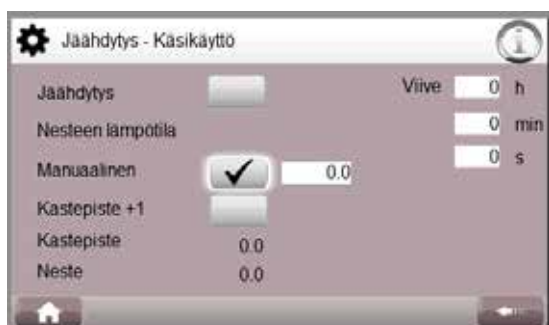 Jäähdytys - Käsikäyttö
Jäähdytys
Viive 0 h
Nesteen lämpötila
0 min
Manuaalinen 0.0
0 s
Kastepiste +1
Kastepiste 0.0
Neste 0.0